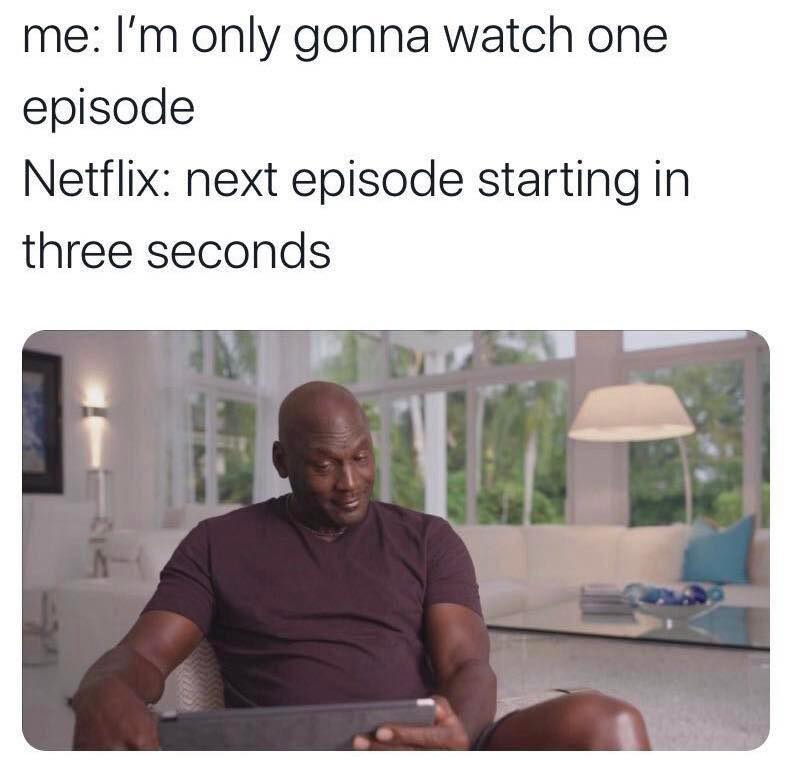 me: I'm only gonna watch one
episode
Netflix: next episode starting in
three seconds